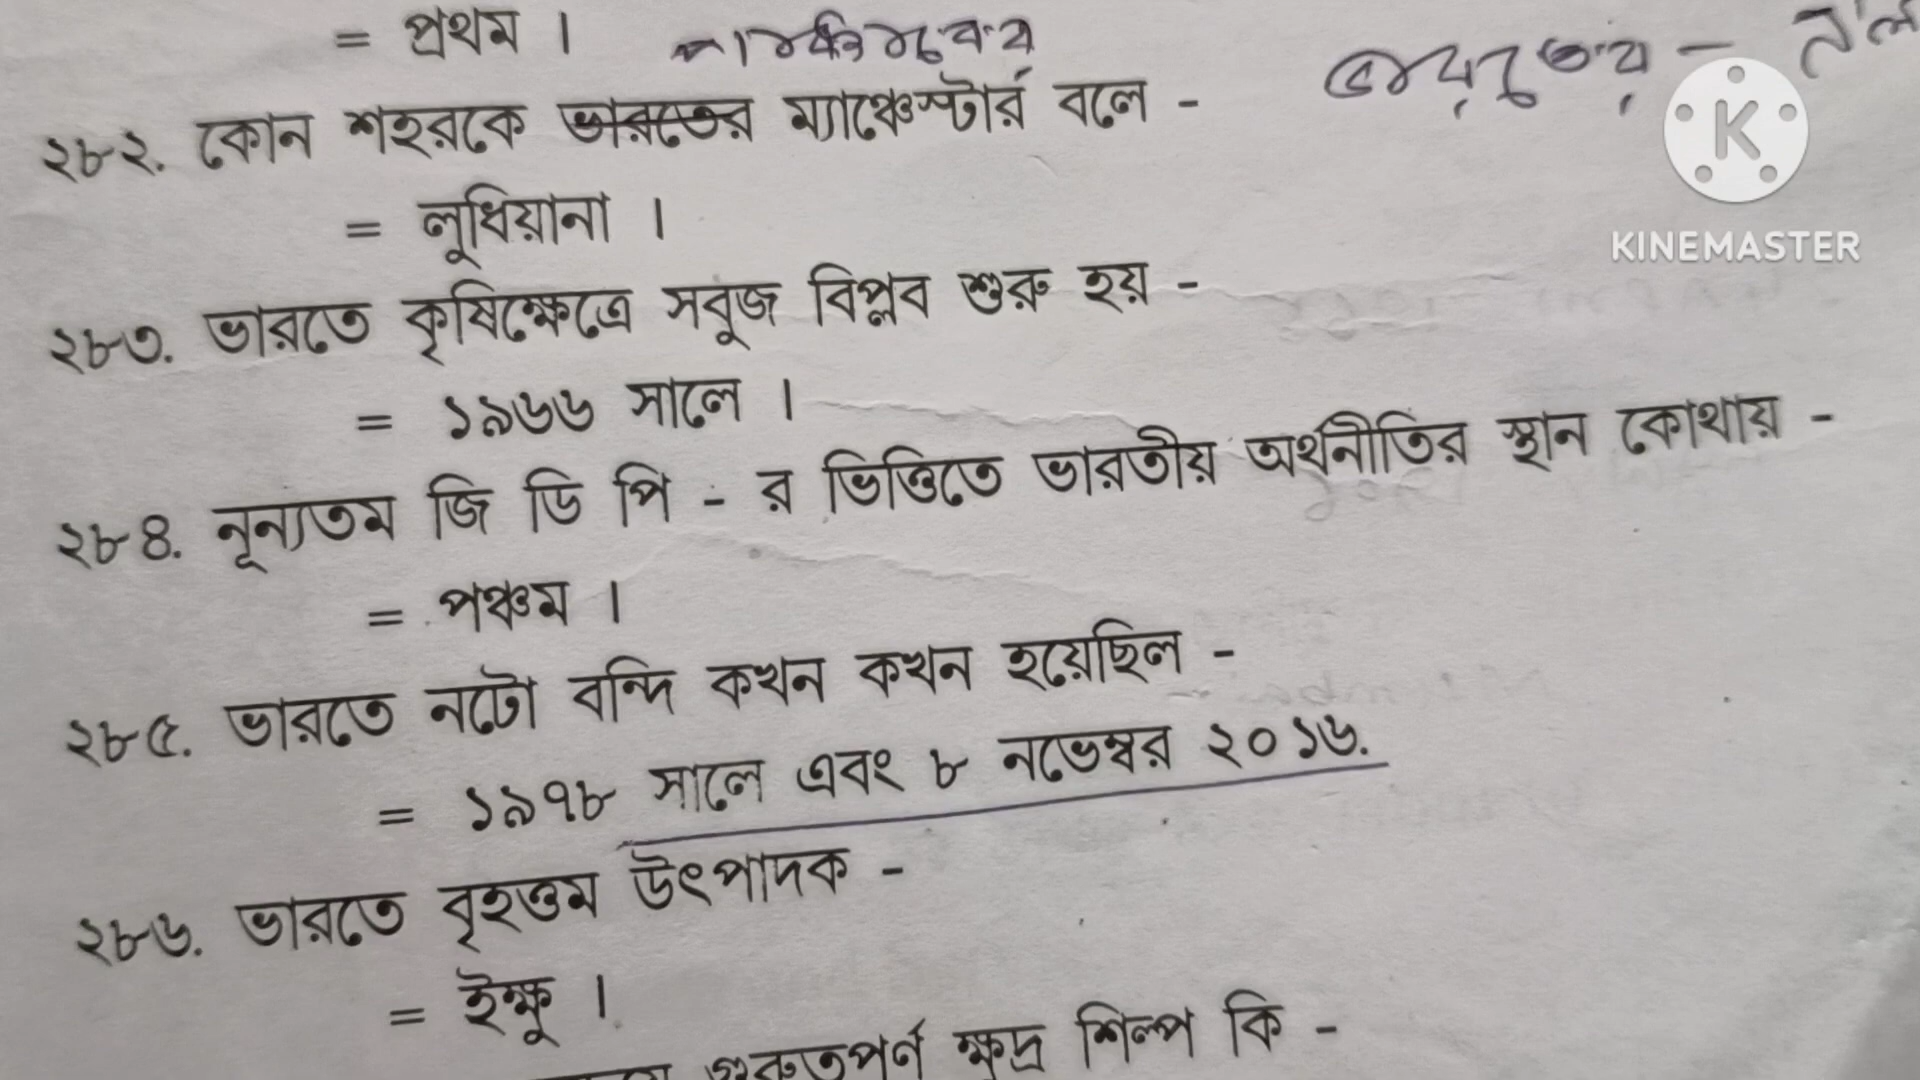 = প্রথম ।
২৮২. কোন শহরকে ভারতের ম্যাঞ্চেস্টার্র বলে -
= লুধিয়ানা ।
২৮৩. ভারতে কৃষিক্ষেত্রে সবুজ বিপ্লব শুরু হয় -
= ১৯৬৬ সালে ।
২৮৪. নূন্যতম জি ডি পি - র ভিত্তিতে ভারতীয় অর্থনীতির স্থান কোথায় -
= পঞ্চম ।
২৮৫. ভারতে নটো বন্দি কখন কখন হয়েছিল -
= ১৯৭৮ সালে এবং ৮ নভেম্বর ২০১৬.
২৮৬. ভারতে বৃহত্তম উৎপাদক -
= ইক্ষু ।
ক্ষুদ্র শিল্প কি -
KINEMASTER